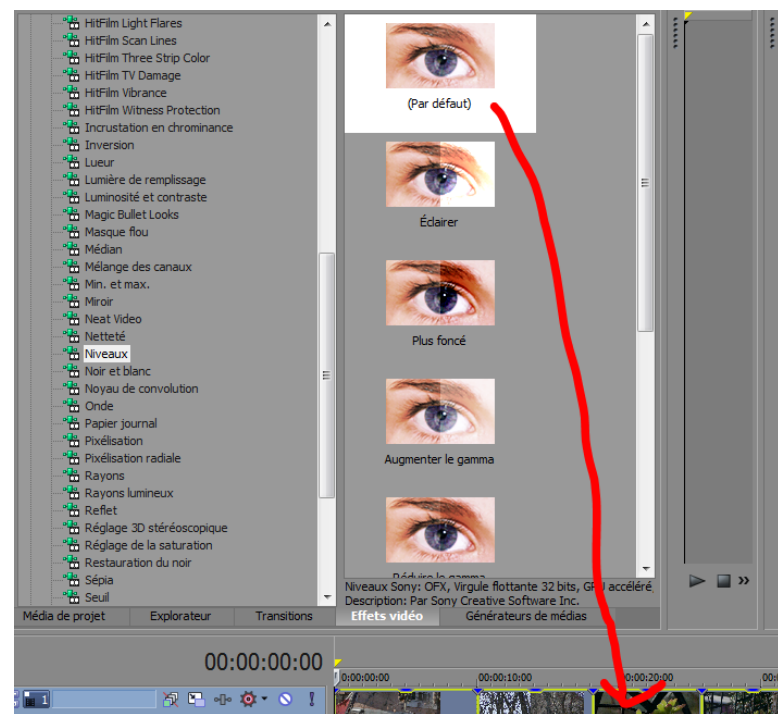 HitFilm Light Flares
HitFilm Scan Lines
HitFilm Three Strip Color
HitFilm TV Damage
HitFilm Vibrance
HitFilm Witness Protection
Incrustation en chrominance
Inversion
Lueur
Lumière de remplissage
Luminosité et contraste
Magic Bullet Looks
Masque flou
Médian
Mélange des canaux
Min. et max.
Miroir
Neat Video
Netteté
Niveaux
Noir et blanc
Noyau de convolution
Onde
Papier journal
Pixélisation
Pixélisation radiale
Rayons
Rayons lumineux
Reflet
Réglage 3D stéréoscopique
Réglage de la saturation
Restauration du noir
Sépia
Seuil
(Par défaut)
Éclairer
Plus foncé
Augmenter le gamma
Réduire le gamma
Niveaux Sony: OFX, Virgule flottante 32 bits, GPU accéléré,
Description: Par Sony Creative Software Inc.
Média de projet Explorateur Transitions Effets vidéo Générateurs de médias
00:00:00:00
0:00:00:00 00:00:10:00 00:00:20:00 00:0
1